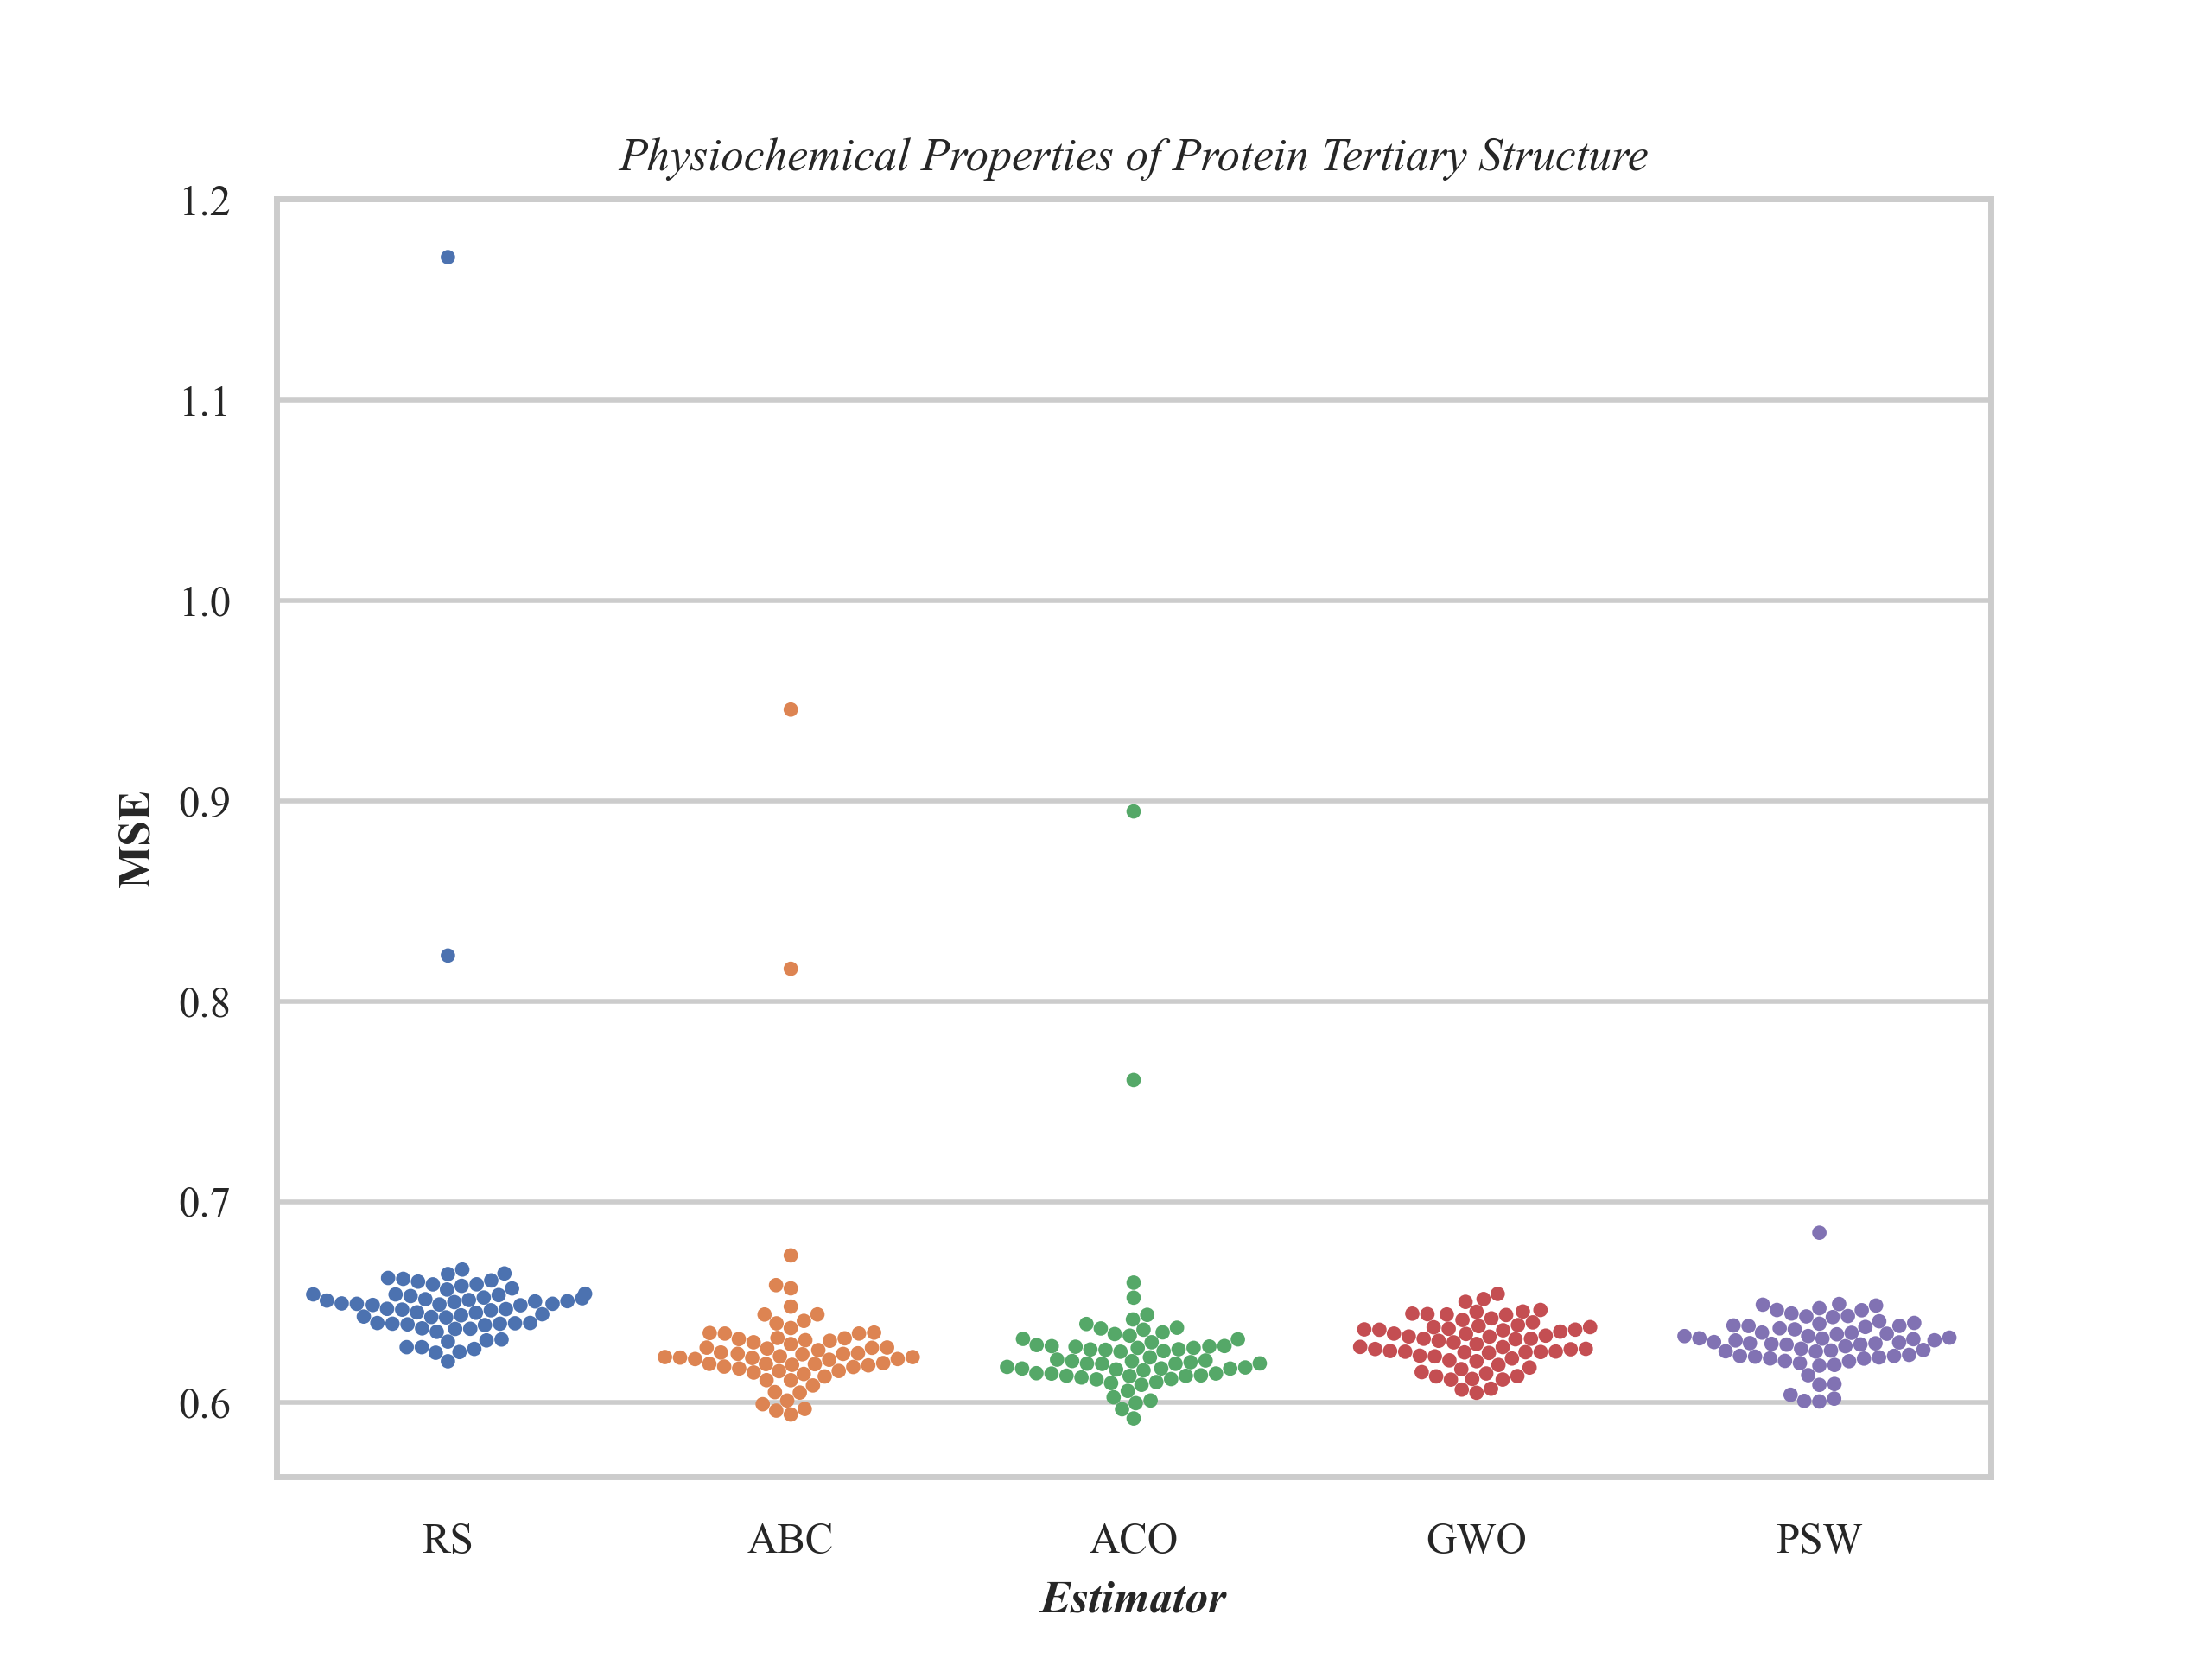 Physiochemical Properties of Protein Tertiary Structure
1.2
1.1
1.0
0.9
0.8
0.7
0.6
MSE
RS ABC ACO GWO PSW
Estimator